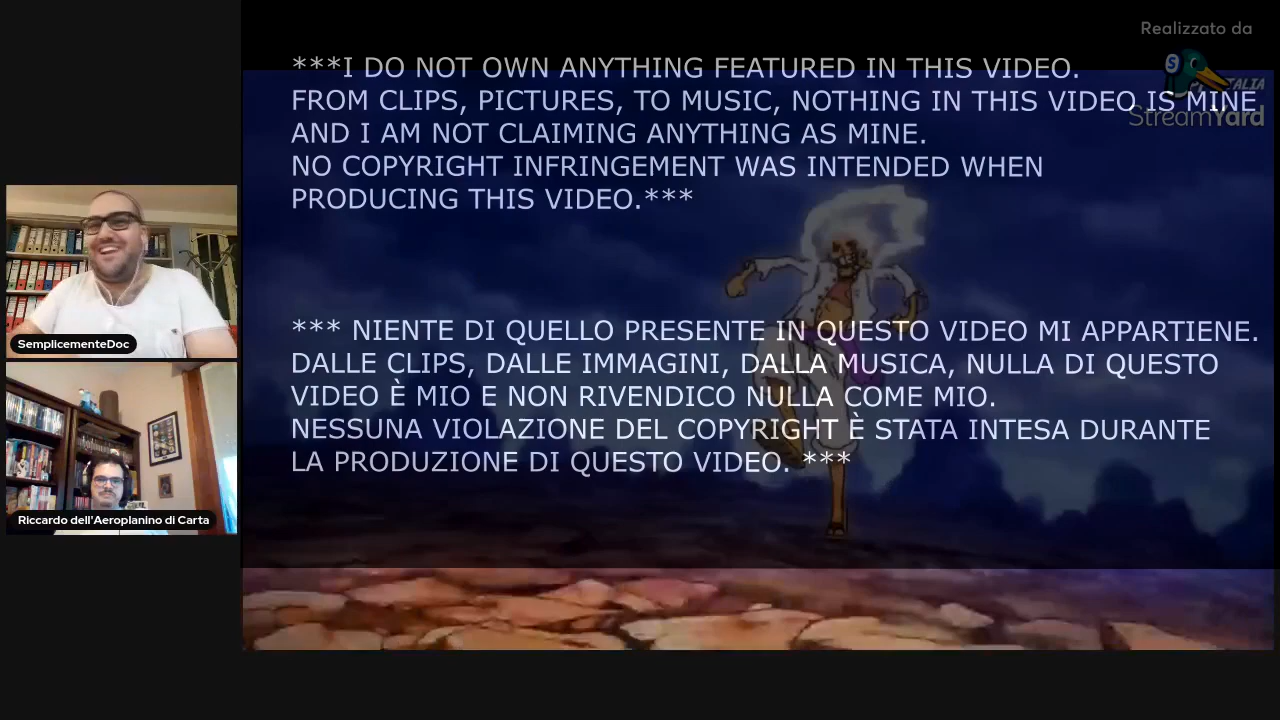 Realizzato da
***I DO NOT OWN ANYTHING FEATURED IN THIS VIDEO.
FROM CLIPS, PICTURES, TO MUSIC, NOTHING IN THIS VIDEO IS MINE
AND I AM NOT CLAIMING ANYTHING AS MINE.
NO COPYRIGHT INFRINGEMENT WAS INTENDED WHEN
PRODUCING THIS VIDEO.***
S
ITALIA
StreamYard
*** NIENTE DI QUELLO PRESENTE IN QUESTO VIDEO MI APPARTIENE.
DALLE CLIPS, DALLE IMMAGINI, DALLA MUSICA, NULLA DI QUESTO
VIDEO È MIO E NON RIVENDICO NULLA COME MIO.
NESSUNA VIOLAZIONE DEL COPYRIGHT È STATA INTESA DURANTE
LA PRODUZIONE DI QUESTO VIDEO. ***
SemplicementeDoc
Riccardo dell'Aeroplanino di Carta